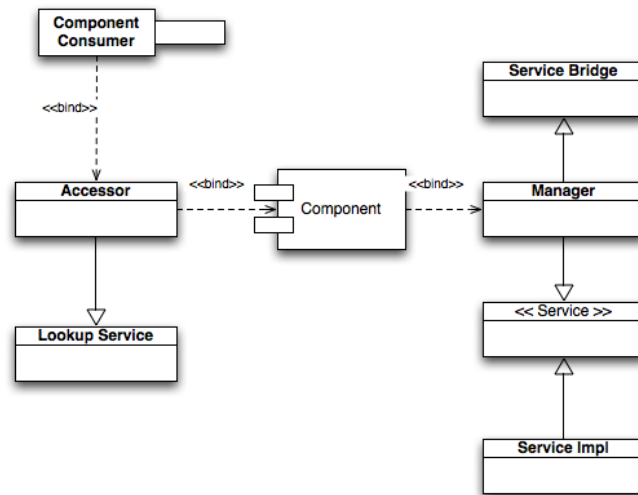 Component
Consumer
<<bind>>
Service Bridge
Accessor
<<bind>>
Component
<<bind>>
Manager
Lookup Service
<< Service >>
Service Impl